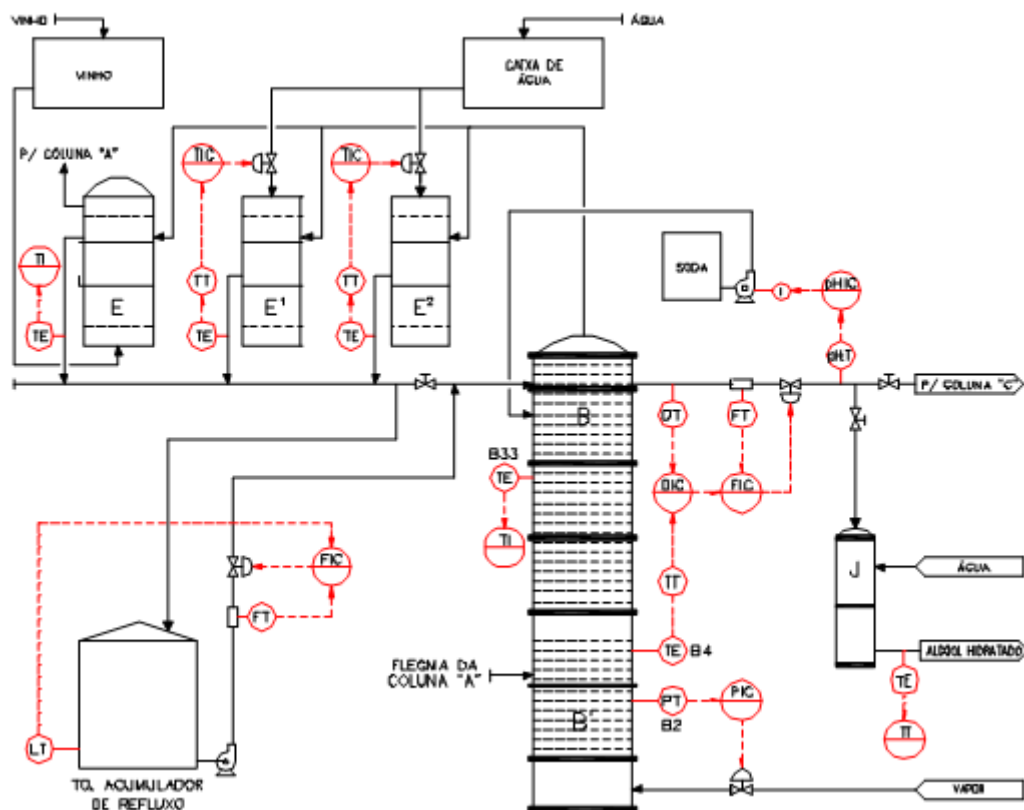 VINHO
ÁGUA
VINHO
CAIXA DE
ÁGUA
P/ COLUNA "A"
TIC
TIC
TI
TT
TT
TE
TE
TE
E
E¹
E²
SODA
I
pHIC
pHT
P/ COLUNA "C"
B
DT
FT
B33
TE
DIC
FIC
TI
FIC
FT
TT
J
ÁGUA
TE
B4
FLEGMA DA
COLUNA "A"
ÁLCOOL HIDRATADO
B'
PT
PIC
B2
TE
TI
LT
TQ. ACUMULADOR
DE REFLUXO
VAPOR